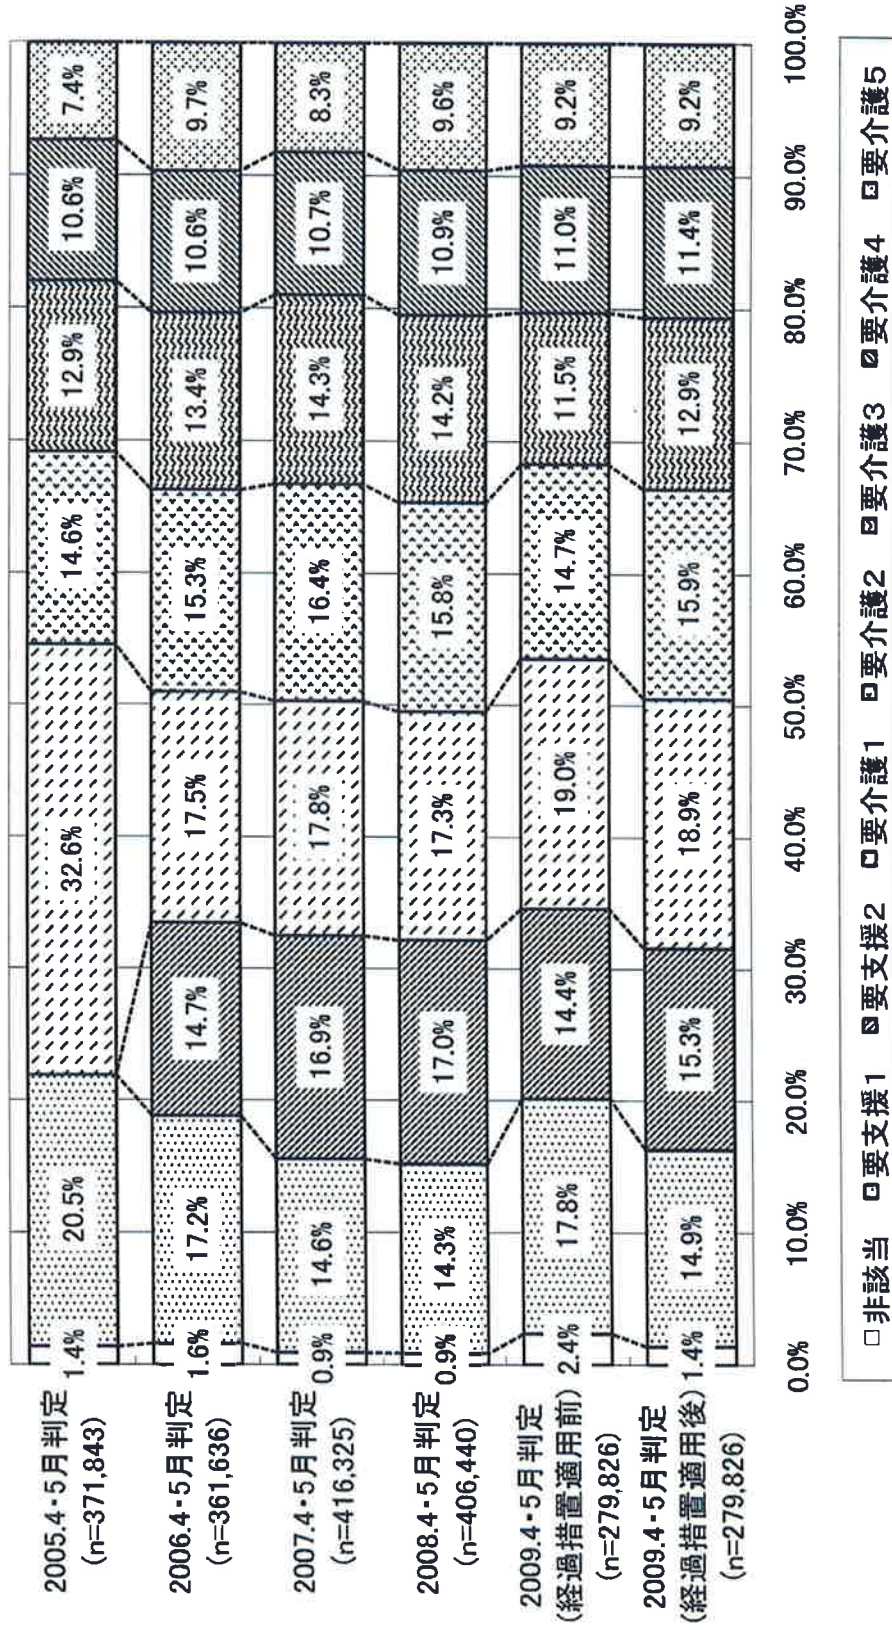 2005.4・5月判定
(n=371,843)
1.4%
20.5%
32.6%
14.6%
12.9%
10.6%
7.4%
2006.4・5月判定
(n=361,636)
1.6%
17.2%
14.7%
17.5%
15.3%
13.4%
10.6%
9.7%
2007.4・5月判定
(n=416,325)
0.9%
14.6%
16.9%
17.8%
16.4%
14.3%
10.7%
8.3%
2008.4・5月判定
(n=406,440)
0.9%
14.3%
17.0%
17.3%
15.8%
14.2%
10.9%
9.6%
2009.4・5月判定
(経過措置適用前)
(n=279,826)
2.4%
17.8%
14.4%
19.0%
14.7%
11.5%
11.0%
9.2%
2009.4・5月判定
(経過措置適用後)
(n=279,826)
1.4%
14.9%
15.3%
18.9%
15.9%
12.9%
11.4%
9.2%
0.0% 10.0% 20.0% 30.0% 40.0% 50.0% 60.0% 70.0% 80.0% 90.0% 100.0%
非該当 要支援1 要支援2 要介護1 要介護2 要介護3 要介護4 要介護5